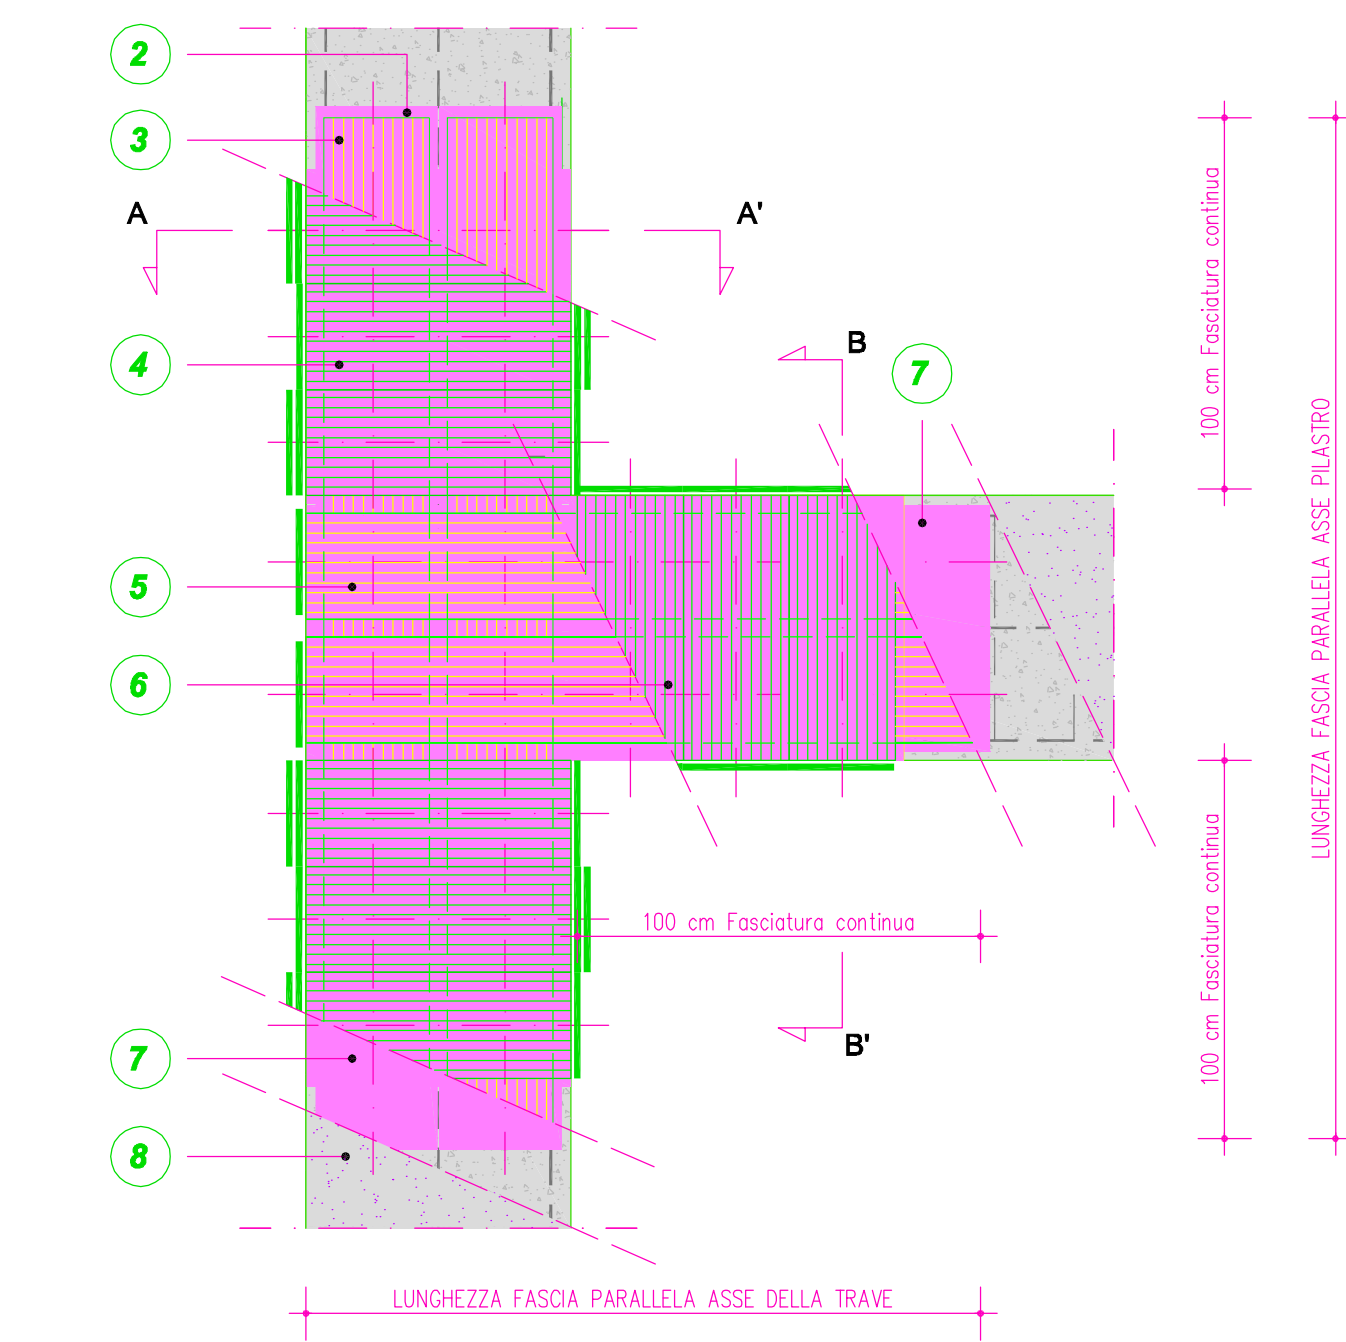 2
3
A
A'
4
B
7
5
6
7
8
B'
100 cm Fasciatura continua
100 cm Fasciatura continua
100 cm Fasciatura continua
LUNGHEZZA FASCIA PARALLELA ASSE PILASTRO
LUNGHEZZA FASCIA PARALLELA ASSE DELLA TRAVE